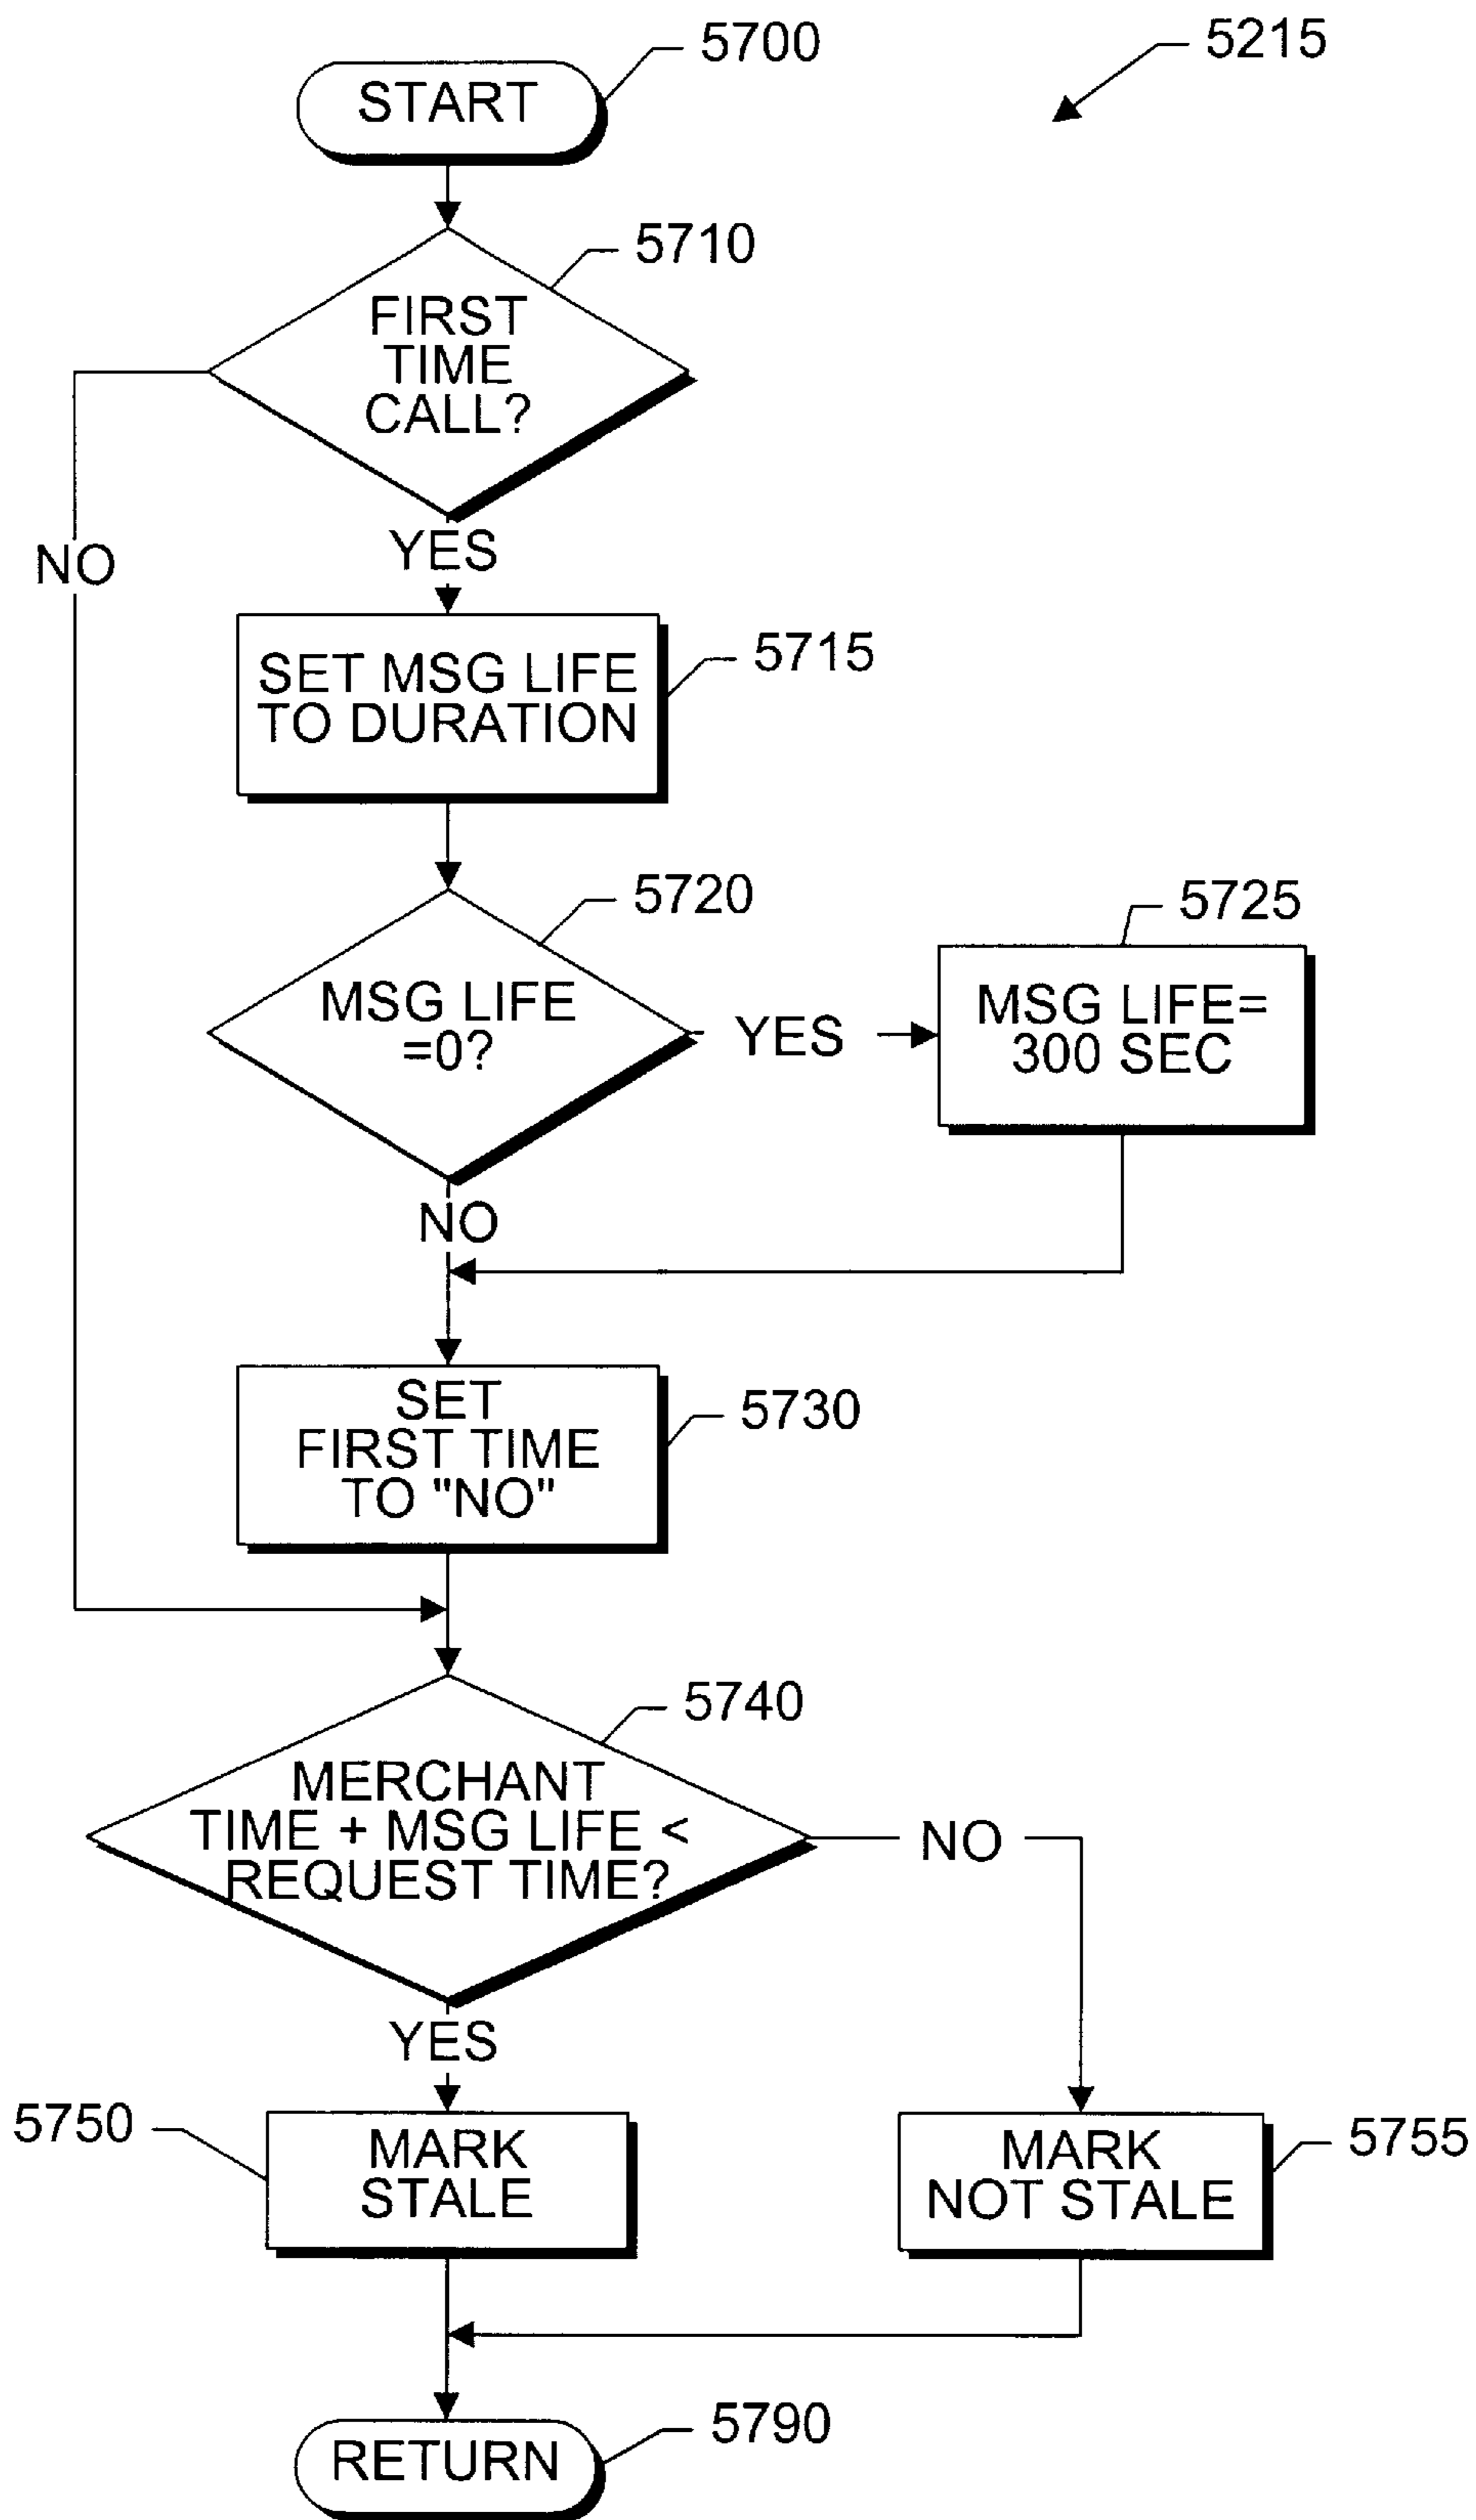 5700
5215
START
5710
FIRST
TIME
CALL?
NO
YES
5715
SET MSG LIFE
TO DURATION
5720
5725
MSG LIFE
=0?
YES
MSG LIFE=
300 SEC
NO
5730
SET
FIRST TIME
TO "NO"
5740
MERCHANT
TIME + MSG LIFE <
REQUEST TIME?
NO
YES
5750
MARK
STALE
MARK
NOT STALE
5755
5790
RETURN